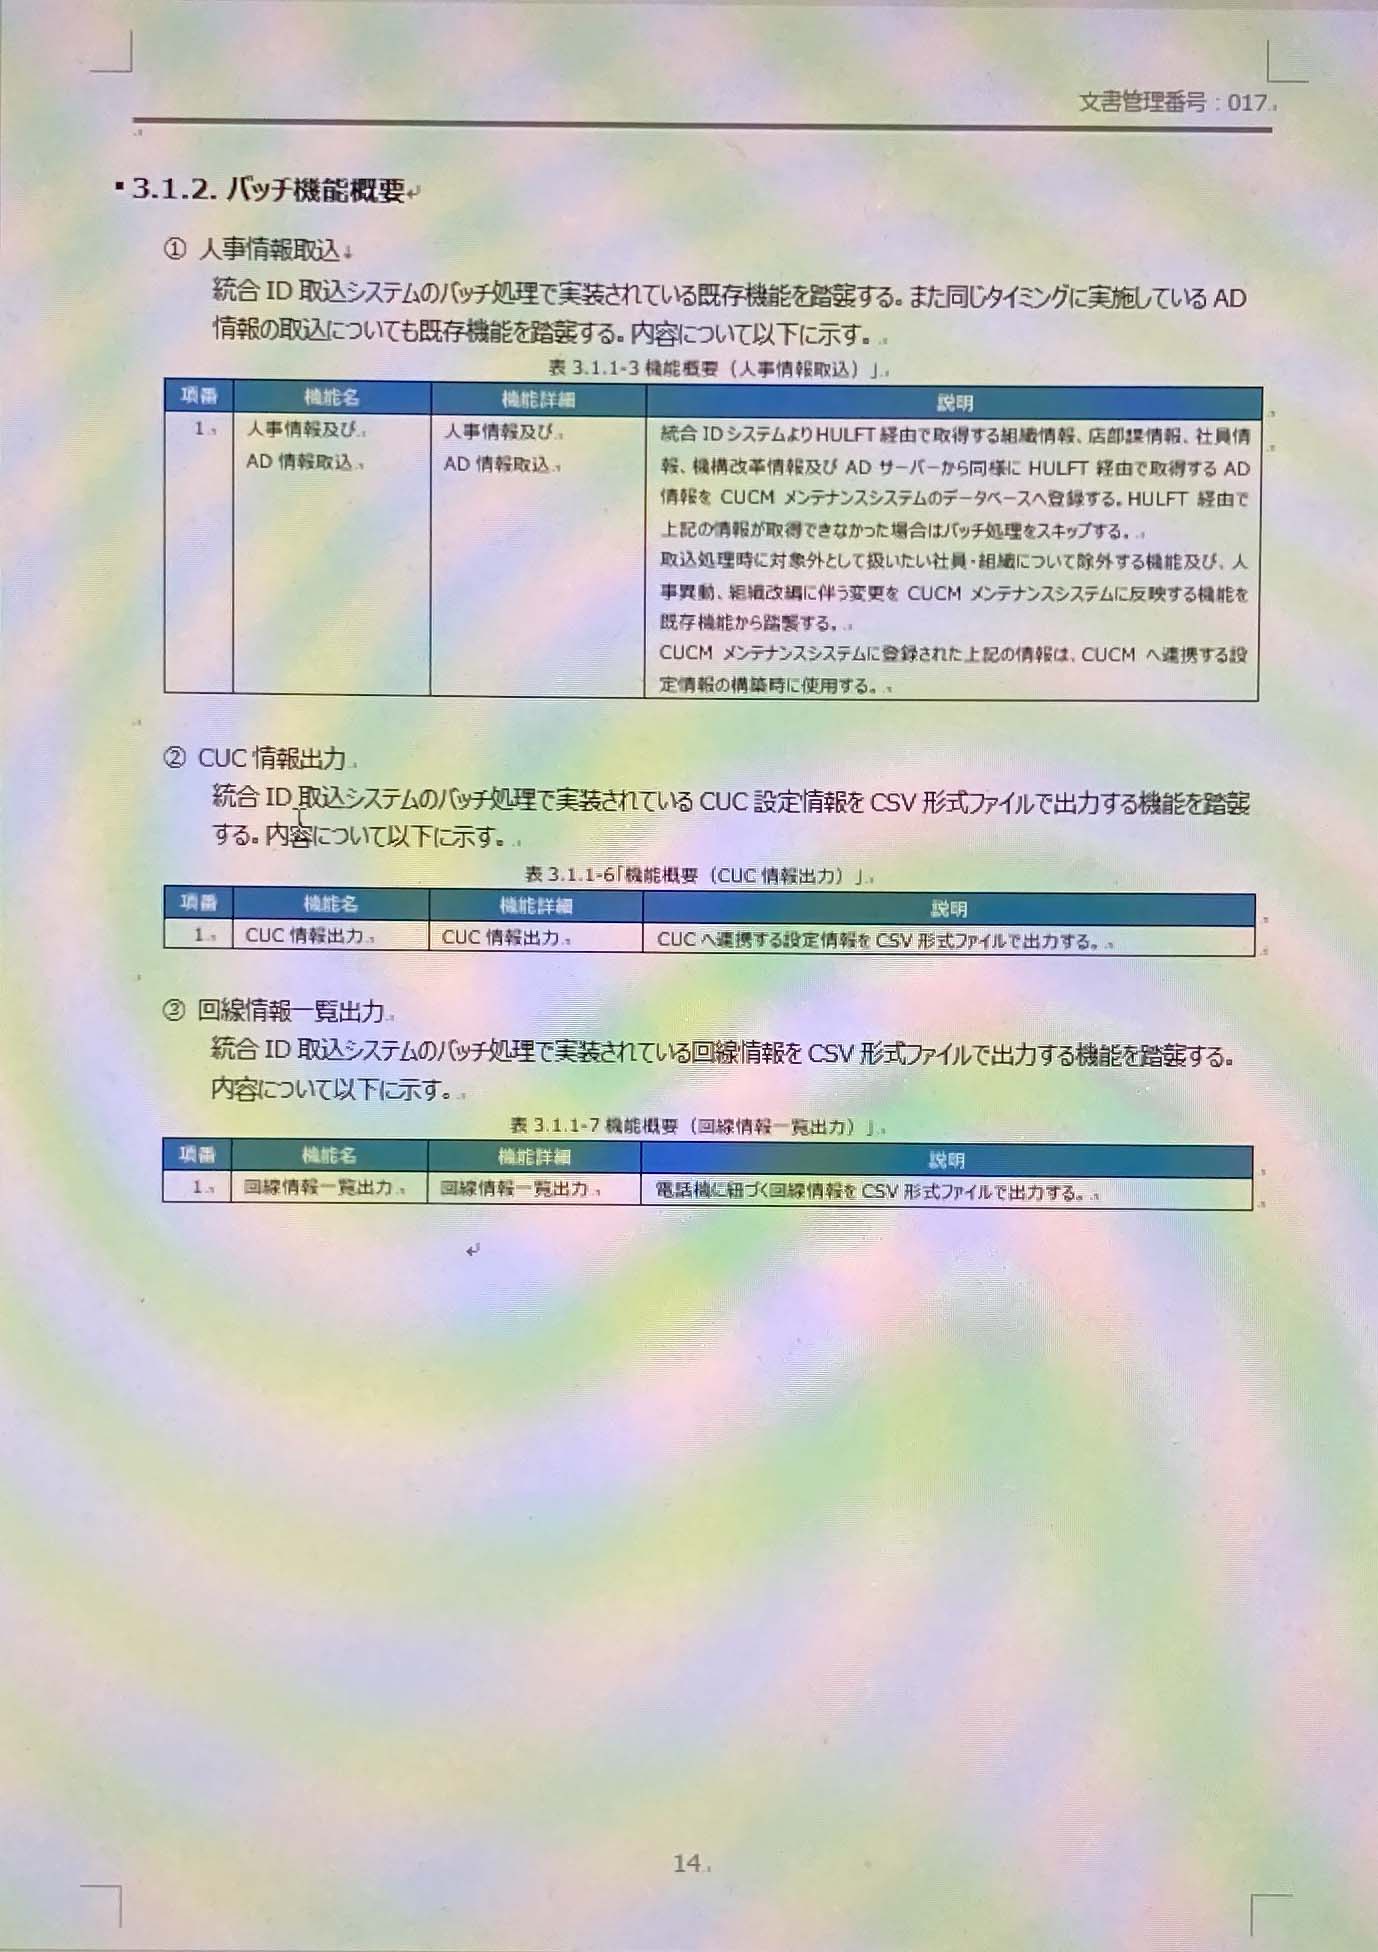 文書管理番号：017
3.1.2. バッチ機能概要
① 人事情報取込
統合 ID 取込システムのバッチ処理で実装されている既存機能を踏襲する。また同じタイミングに実施している AD
情報の取込についても既存機能を踏襲する。内容について以下に示す。
表 3.1.1-3 機能概要（人事情報取込）」
項番 機能名 機能詳細 説明
1 人事情報及び 人事情報及び 統合 ID システムより HULFT 経由で取得する組織情報、店部課情報、社員情
AD 情報取込 AD 情報取込 報、機構改革情報及び AD サーバーから同様に HULFT 経由で取得する AD
情報を CUCM メンテナンスシステムのデータベースへ登録する。HULFT 経由で
上記の情報が取得できなかった場合はバッチ処理をスキップする。
取込処理時に対象外として扱いたい社員・組織について除外する機能及び、人
事異動、組織改編に伴う変更を CUCM メンテナンスシステムに反映する機能を
既存機能から踏襲する。
CUCM メンテナンスシステムに登録された上記の情報は、CUCM へ連携する設
定情報の構築時に使用する。
② CUC 情報出力
統合 ID 取込システムのバッチ処理で実装されている CUC 設定情報を CSV 形式ファイルで出力する機能を踏襲
する。内容について以下に示す。
表 3.1.1-6「機能概要（CUC 情報出力）」
項番 機能名 機能詳細 説明
1 CUC 情報出力 CUC 情報出力 CUC へ連携する設定情報を CSV 形式ファイルで出力する。
③ 回線情報一覧出力
統合 ID 取込システムのバッチ処理で実装されている回線情報を CSV 形式ファイルで出力する機能を踏襲する。
内容について以下に示す。
表 3.1.1-7 機能概要（回線情報一覧出力）」
項番 機能名 機能詳細 説明
1 回線情報一覧出力 回線情報一覧出力 電話機に紐づく回線情報を CSV 形式ファイルで出力する。
14